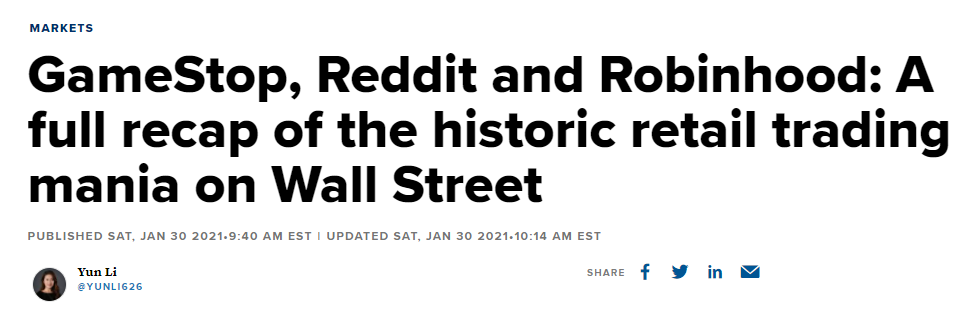 MARKETS
GameStop, Reddit and Robinhood: A
full recap of the historic retail trading
mania on Wall Street
PUBLISHED SAT, JAN 30 2021•9:40 AM EST | UPDATED SAT, JAN 30 2021•10:14 AM EST
Yun Li
@YUNLI626
SHARE